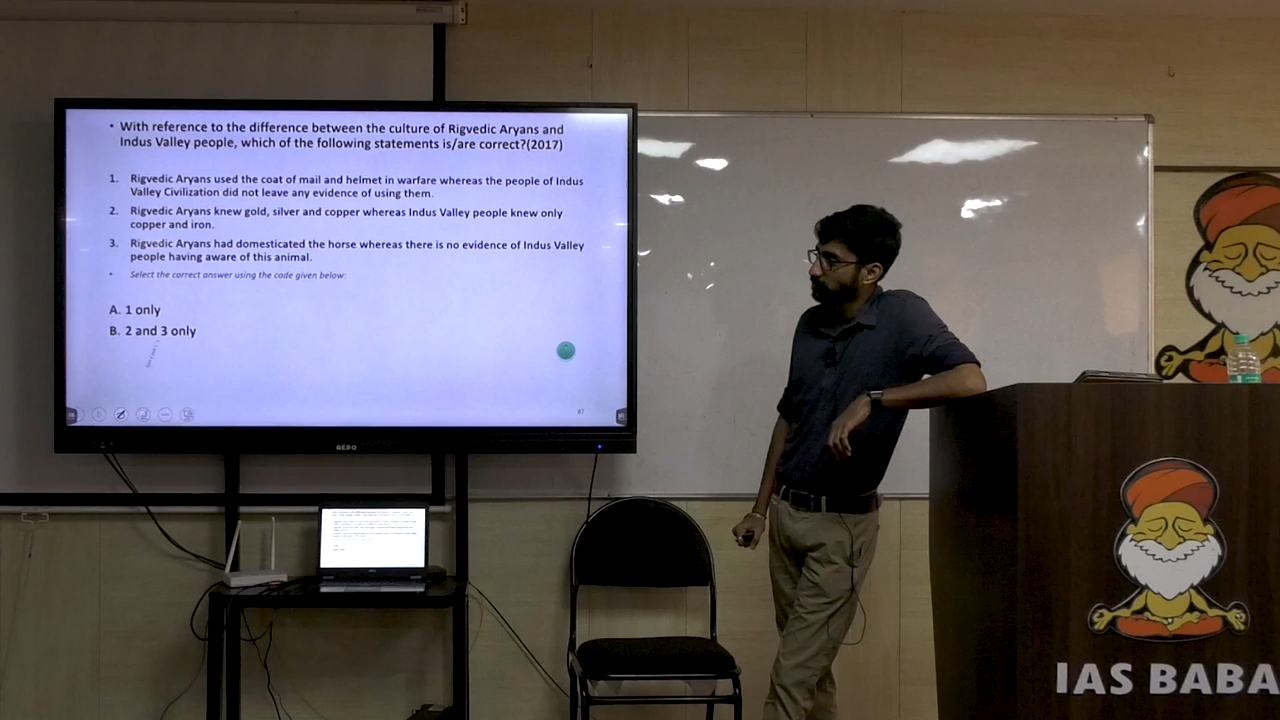 • With reference to the difference between the culture of Rigvedic Aryans and
Indus Valley people, which of the following statements is/are correct?(2017)
1. Rigvedic Aryans used the coat of mail and helmet in warfare whereas the people of Indus
Valley Civilization did not leave any evidence of using them.
2. Rigvedic Aryans knew gold, silver and copper whereas Indus Valley people knew only
copper and iron.
3. Rigvedic Aryans had domesticated the horse whereas there is no evidence of Indus Valley
people having aware of this animal.
• Select the correct answer using the code given below:
A. 1 only
B. 2 and 3 only
87
IAS BABA